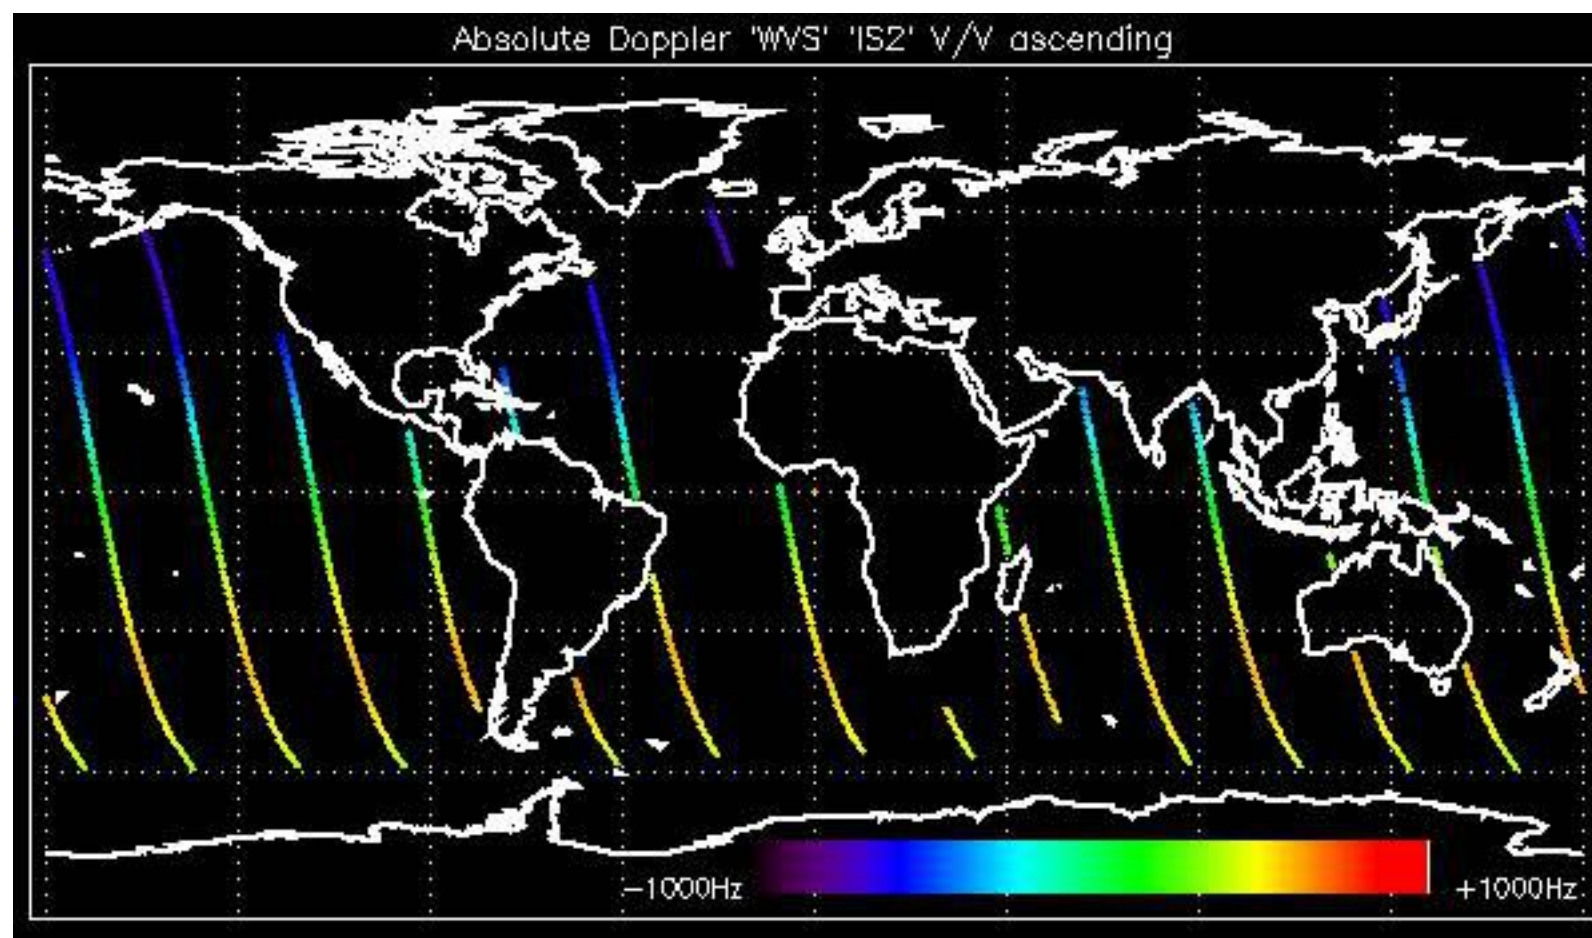 Absolute Doppler 'WVS' 'IS2' V/V ascending
-1000Hz
+1000Hz